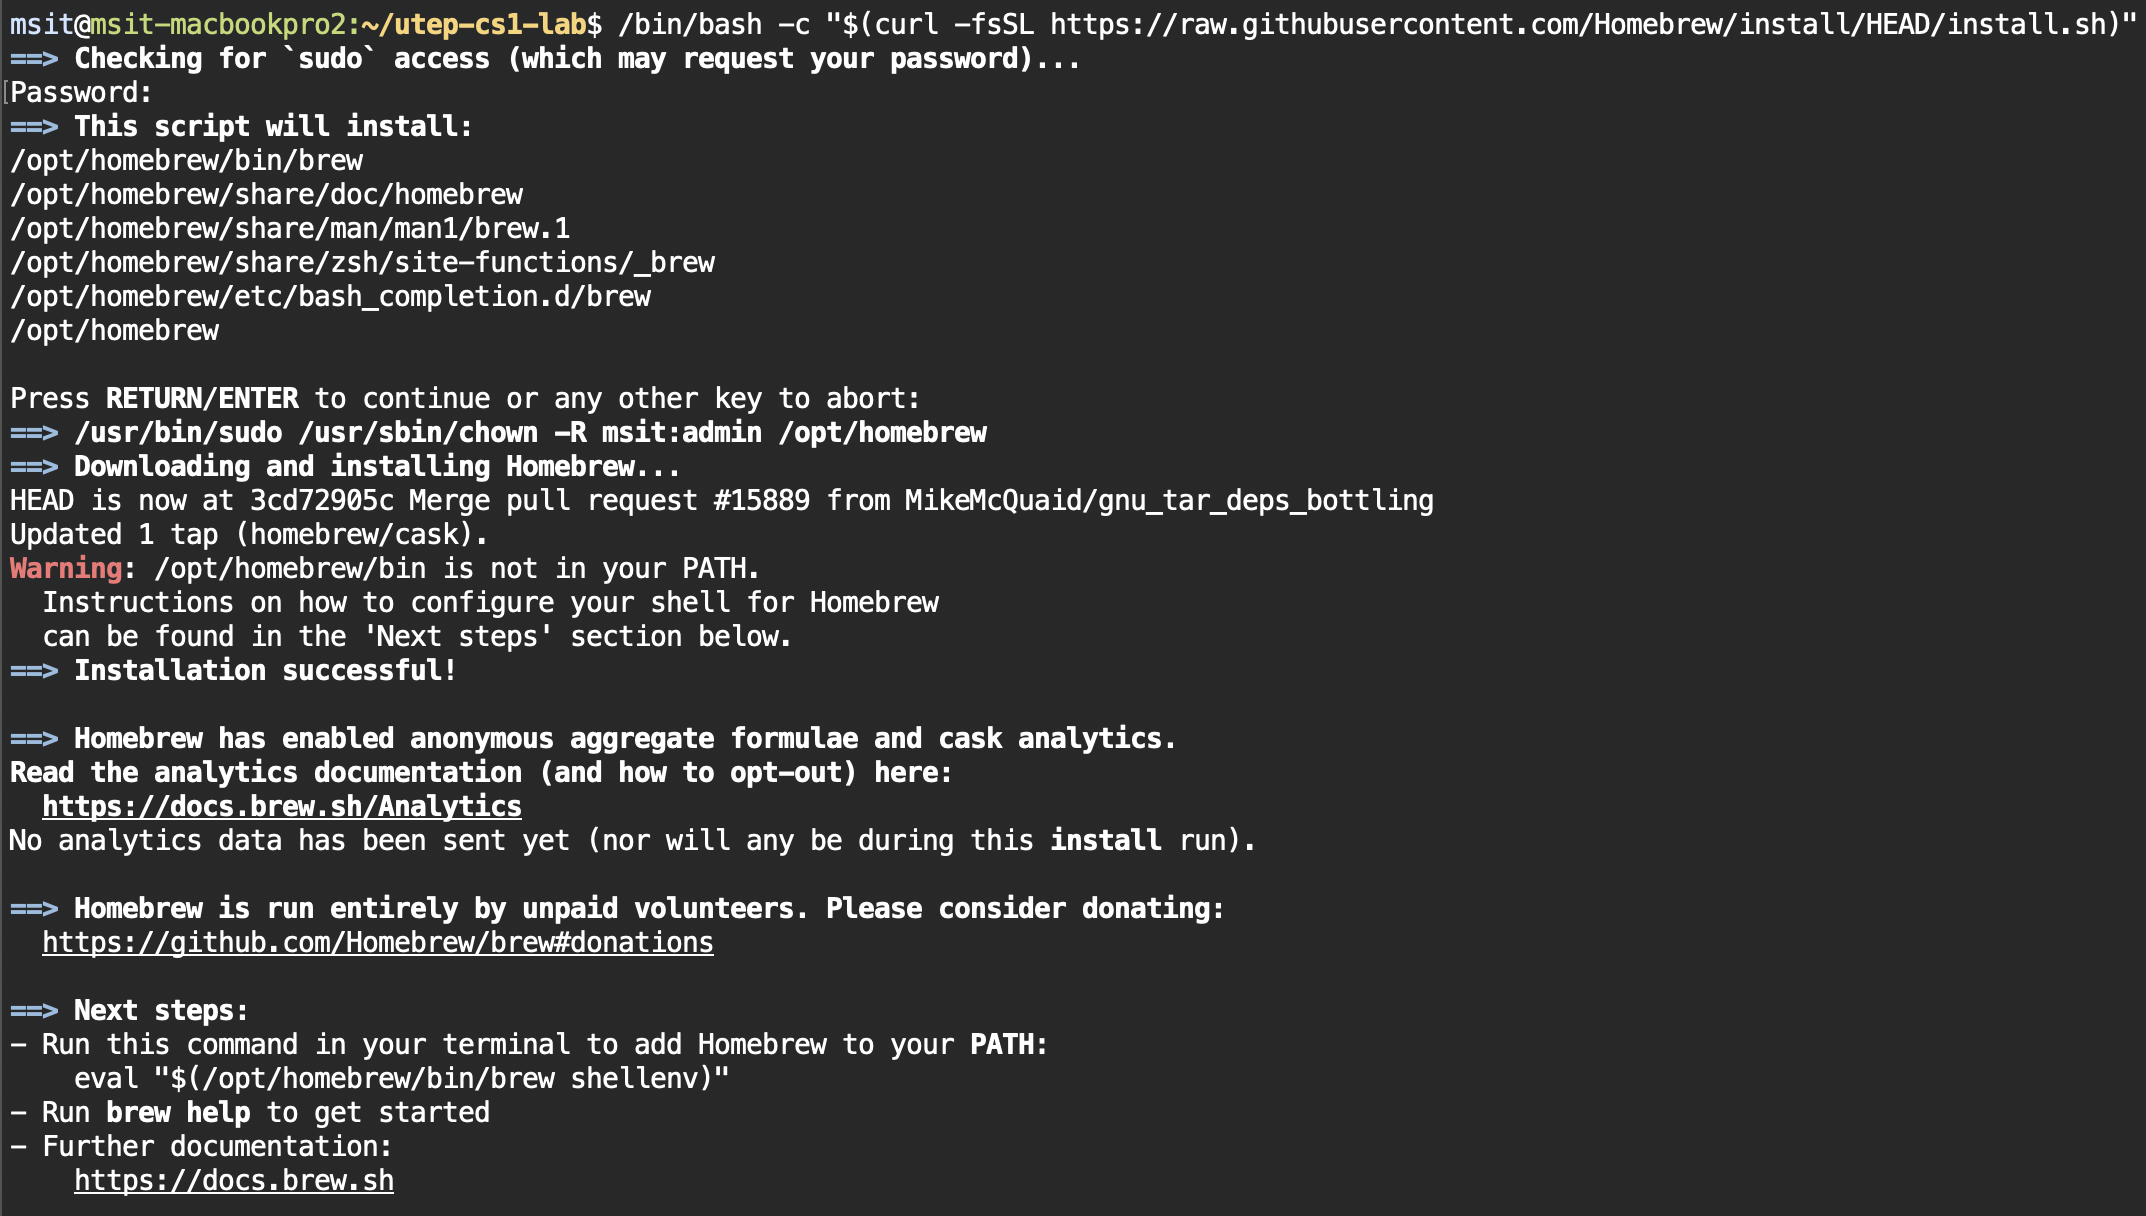 msit@msit-macbookpro2:~/utep-cs1-lab$ /bin/bash -c "$(curl -fsSL https://raw.githubusercontent.com/Homebrew/install/HEAD/install.sh)"
==> Checking for `sudo` access (which may request your password)...
[Password:
==> This script will install:
/opt/homebrew/bin/brew
/opt/homebrew/share/doc/homebrew
/opt/homebrew/share/man/man1/brew.1
/opt/homebrew/share/zsh/site-functions/_brew
/opt/homebrew/etc/bash_completion.d/brew
/opt/homebrew
Press RETURN/ENTER to continue or any other key to abort:
==> /usr/bin/sudo /usr/sbin/chown -R msit:admin /opt/homebrew
==> Downloading and installing Homebrew...
HEAD is now at 3cd72905c Merge pull request #15889 from MikeMcQuaid/gnu_tar_deps_bottling
Updated 1 tap (homebrew/cask).
Warning: /opt/homebrew/bin is not in your PATH.
  Instructions on how to configure your shell for Homebrew
  can be found in the 'Next steps' section below.
==> Installation successful!
==> Homebrew has enabled anonymous aggregate formulae and cask analytics.
Read the analytics documentation (and how to opt-out) here:
  https://docs.brew.sh/Analytics
No analytics data has been sent yet (nor will any be during this install run).
==> Homebrew is run entirely by unpaid volunteers. Please consider donating:
  https://github.com/Homebrew/brew#donations
==> Next steps:
- Run this command in your terminal to add Homebrew to your PATH:
    eval "$(/opt/homebrew/bin/brew shellenv)"
- Run brew help to get started
- Further documentation:
    https://docs.brew.sh